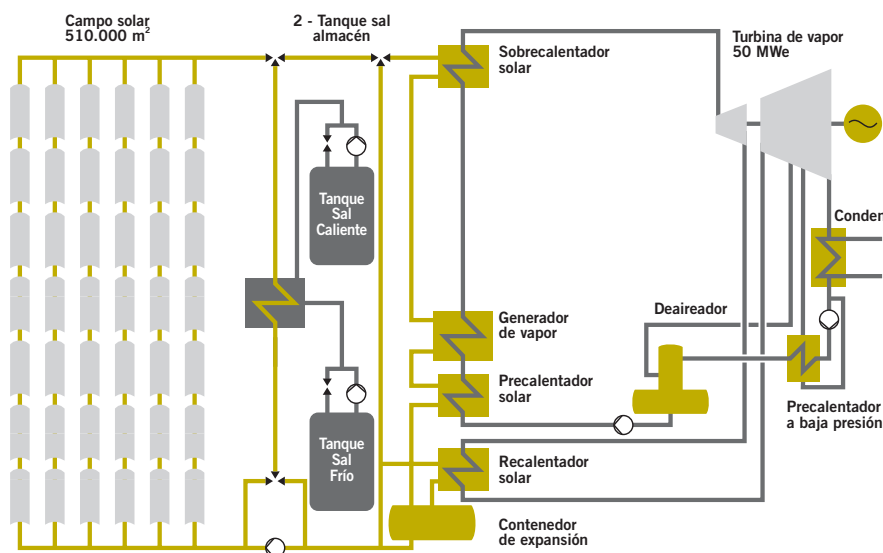 Campo solar
510.000 m²
2 - Tanque sal
almacén
Sobrecalentador
solar
Turbina de vapor
50 MWe
Tanque
Sal
Caliente
Conden
Generador
de vapor
Deaireador
Precalentador
solar
Precalentador
a baja presión
Tanque
Sal
Frío
Recalentador
solar
Contenedor
de expansión